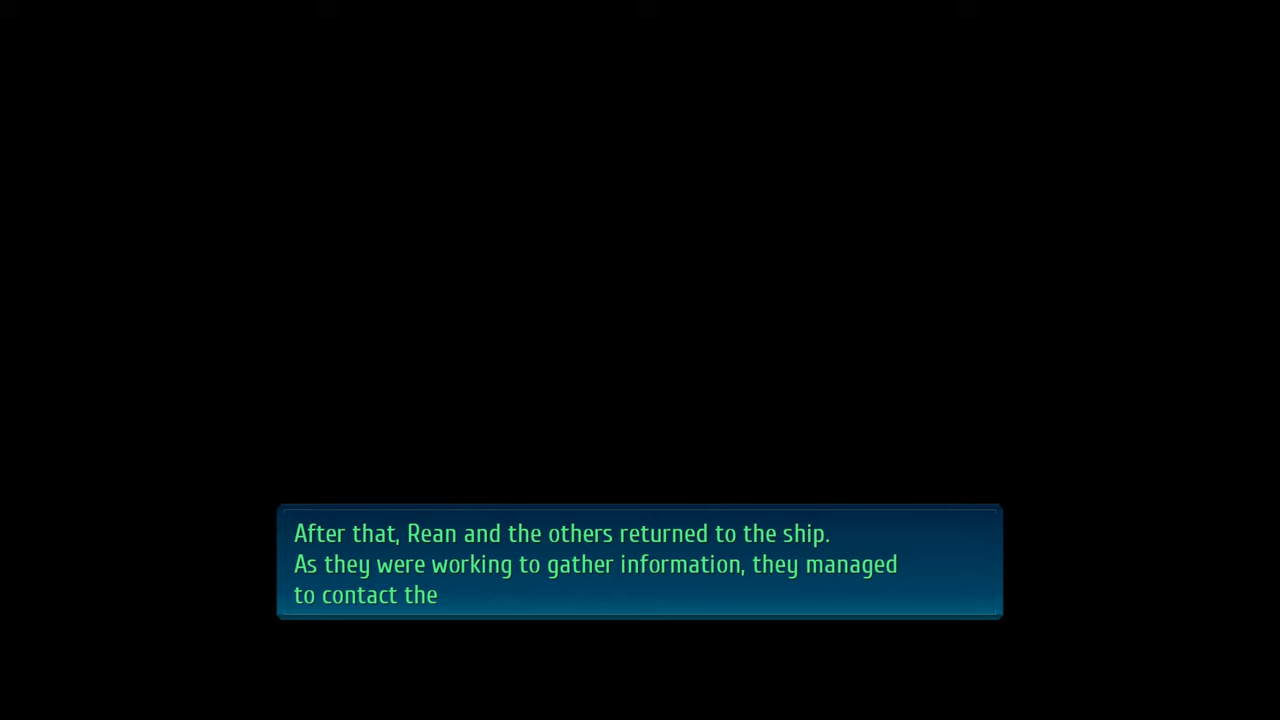 After that, Rean and the others returned to the ship.
As they were working to gather information, they managed
to contact the